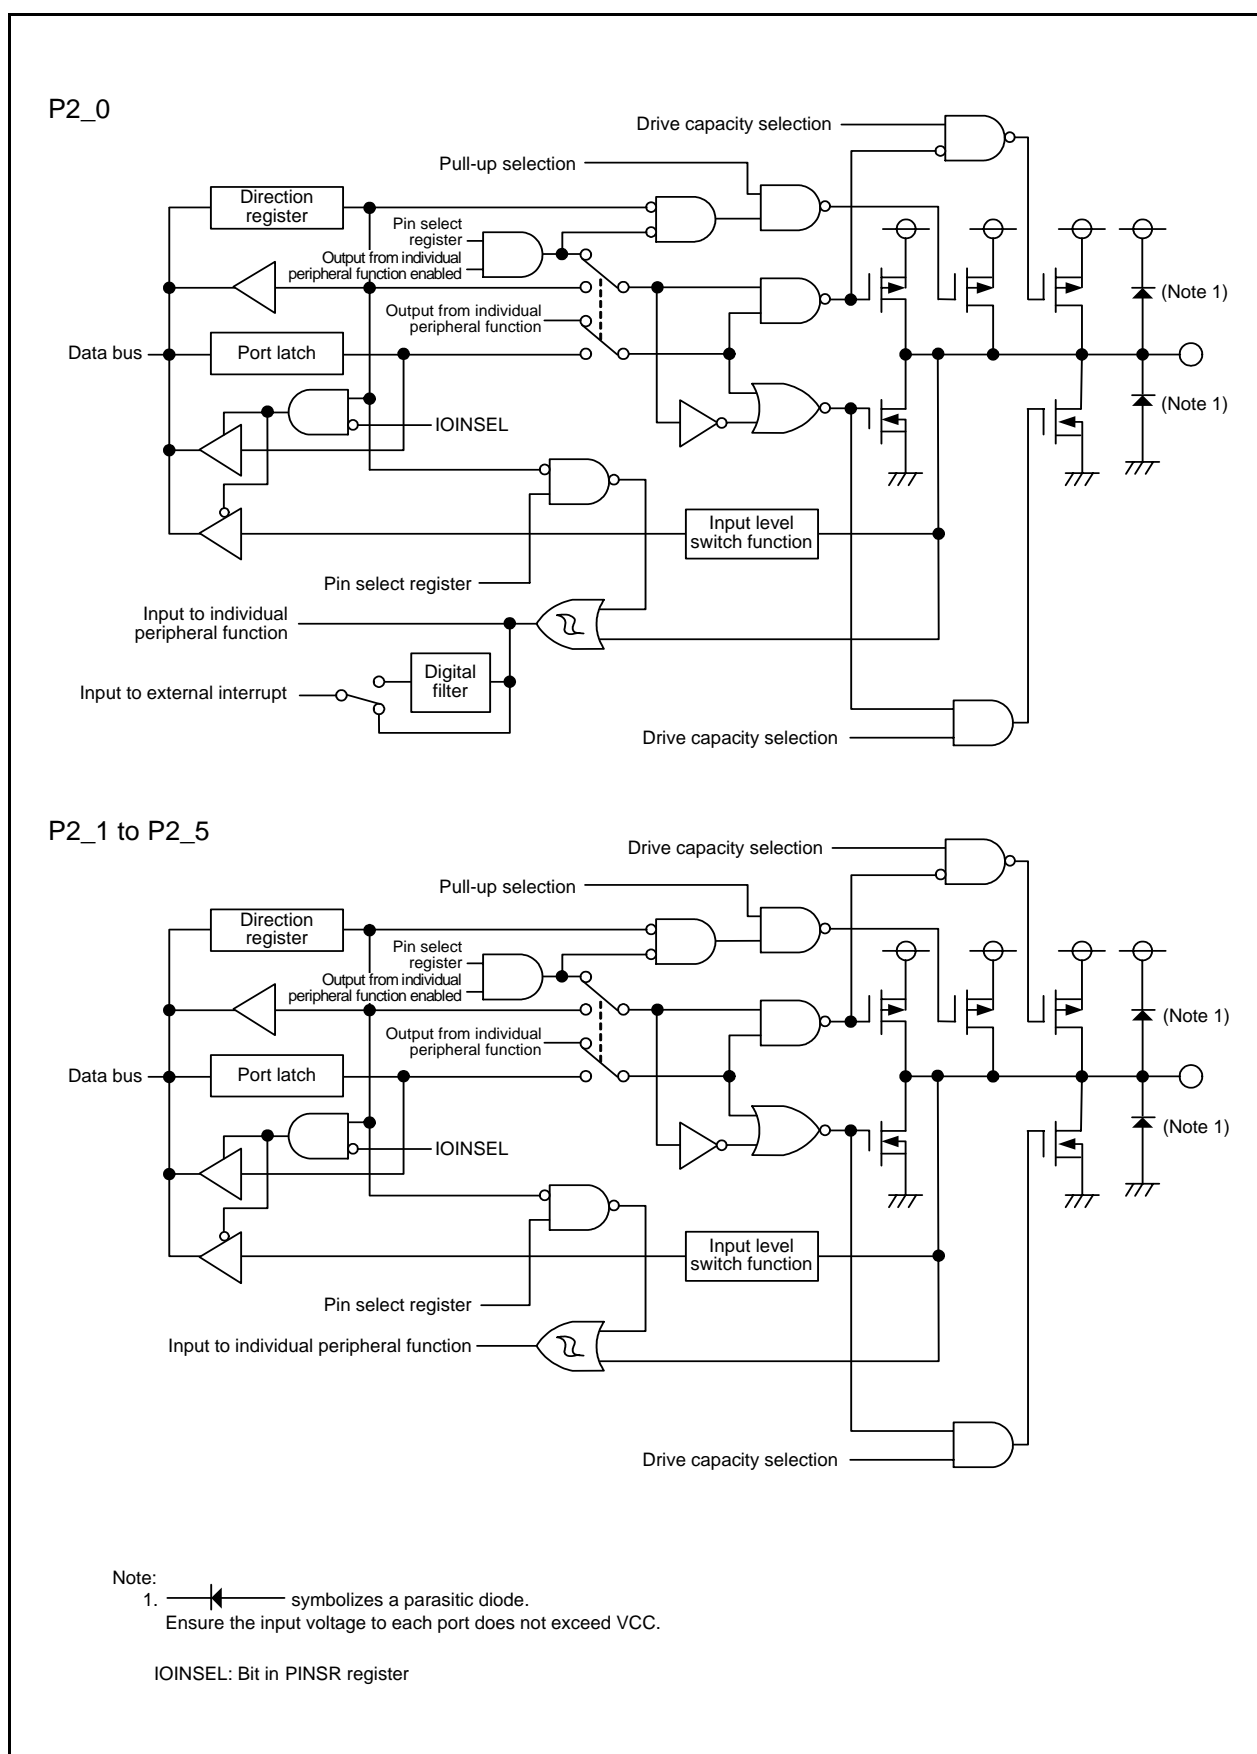 P2_0
Drive capacity selection
Pull-up selection
Direction
register
Pin select
register
Output from individual
peripheral function enabled
(Note 1)
Output from individual
peripheral function
Data bus
Port latch
(Note 1)
IOINSEL
Input level
switch function
Pin select register
Input to individual
peripheral function
Digital
filter
Input to external interrupt
Drive capacity selection
P2_1 to P2_5
Drive capacity selection
Pull-up selection
Direction
register
Pin select
register
Output from individual
peripheral function enabled
(Note 1)
Output from individual
peripheral function
Data bus
Port latch
(Note 1)
IOINSEL
Input level
switch function
Pin select register
Input to individual peripheral function
Drive capacity selection
Note:
1. symbolizes a parasitic diode.
Ensure the input voltage to each port does not exceed VCC.
IOINSEL: Bit in PINSR register